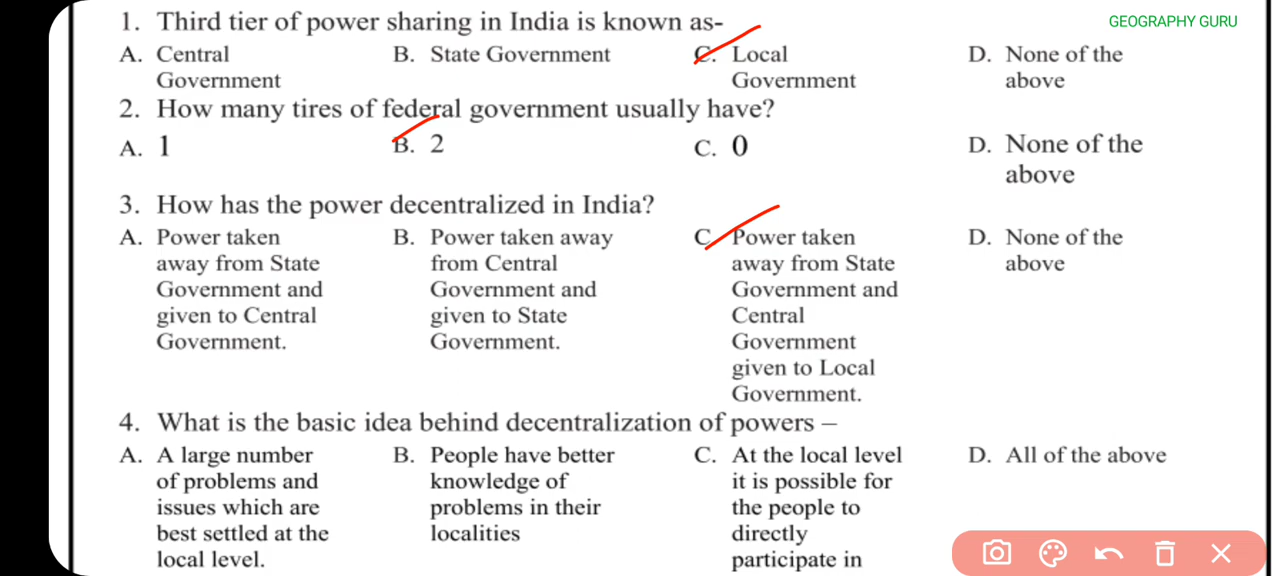 GEOGRAPHY GURU
1. Third tier of power sharing in India is known as-
A. Central Government
B. State Government
C. Local Government
D. None of the above
2. How many tires of federal government usually have?
A. 1
B. 2
C. 0
D. None of the above
3. How has the power decentralized in India?
A. Power taken
away from State
Government and
given to Central
Government.
B. Power taken away
from Central
Government and
given to State
Government.
C. Power taken
away from State
Government and
Central
Government
given to Local
Government.
D. None of the
above
4. What is the basic idea behind decentralization of powers –
A. A large number
of problems and
issues which are
best settled at the
local level.
B. People have better
knowledge of
problems in their
localities
C. At the local level
it is possible for
the people to
directly
participate in
D. All of the above